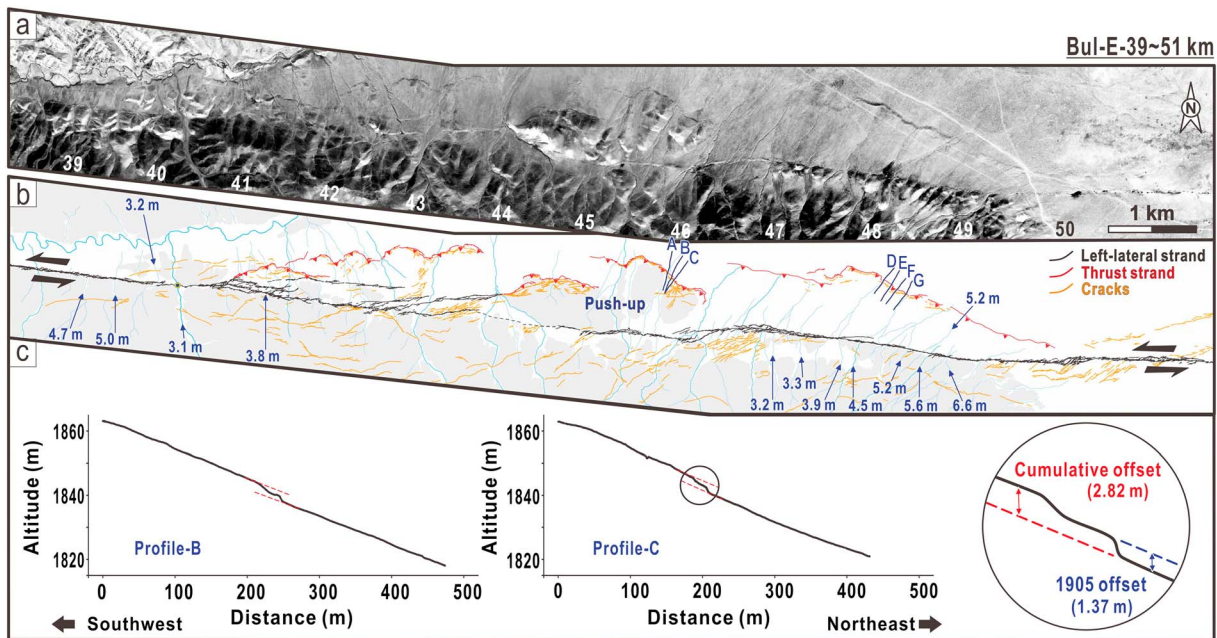 a
Bul-E-39~51 km
N
39
40
41
42
43
44
45
46
47
48
49
50
1 km
b
3.2 m
A
B
C
D
E
F
G
Left-lateral strand
Thrust strand
Cracks
Push-up
5.2 m
4.7 m
5.0 m
3.1 m
3.8 m
3.2 m
3.3 m
3.9 m
4.5 m
5.2 m
5.6 m
6.6 m
c
Altitude (m)
1860
1840
1820
Profile-B
0
100
200
300
400
500
Distance (m)
Southwest
Altitude (m)
1860
1840
1820
Profile-C
0
100
200
300
400
500
Distance (m)
Northeast
Cumulative offset
(2.82 m)
1905 offset
(1.37 m)